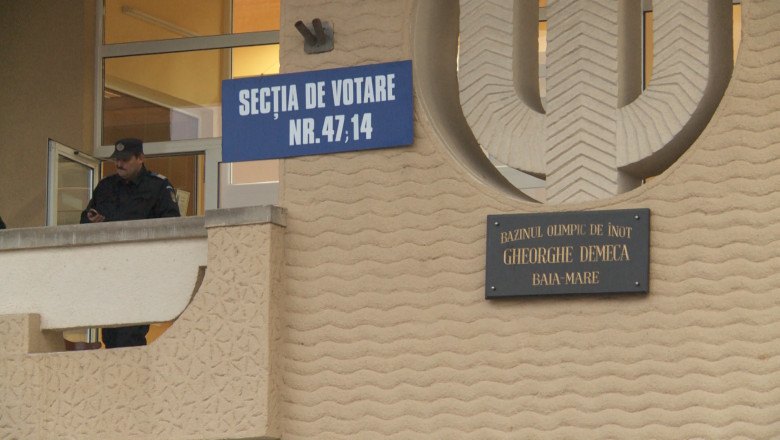 SECȚIA DE VOTARE
NR. 47; 14
BAZINUL OLIMPIC DE ÎNOT
GHEORGHE DEMECA
BAIA-MARE